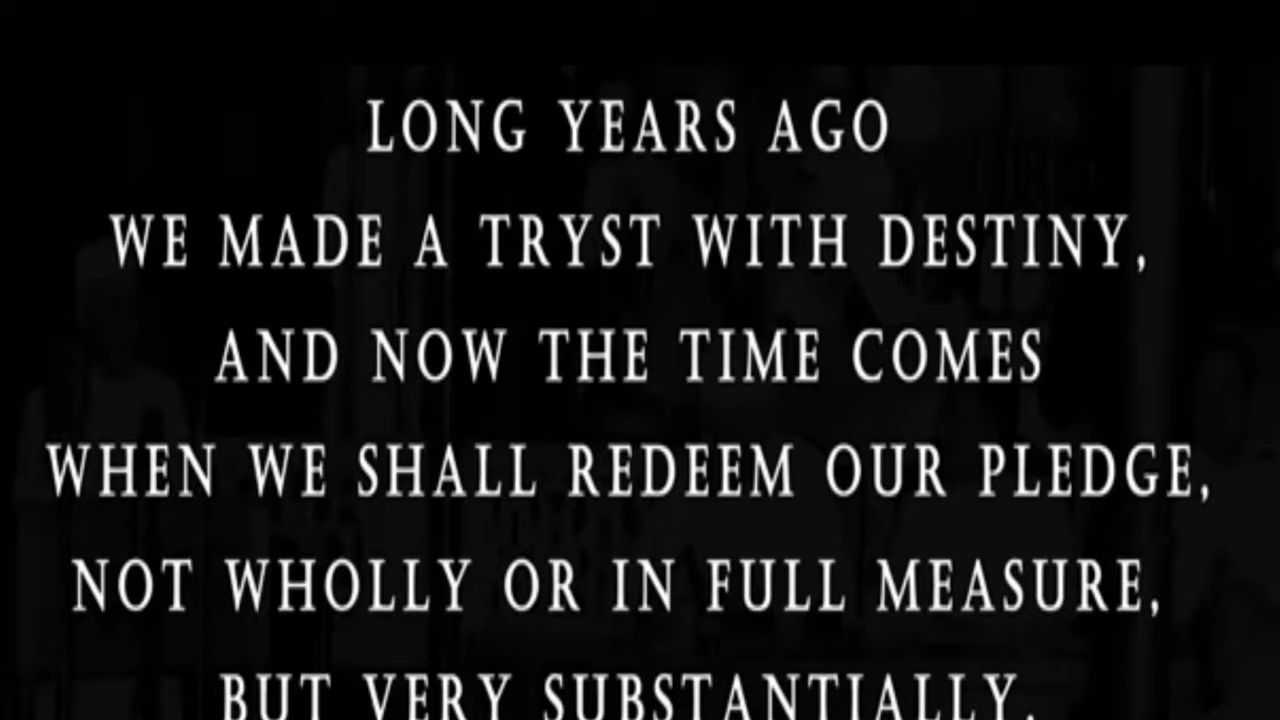 LONG YEARS AGO
WE MADE A TRYST WITH DESTINY,
AND NOW THE TIME COMES
WHEN WE SHALL REDEEM OUR PLEDGE,
NOT WHOLLY OR IN FULL MEASURE,
BUT VERY SUBSTANTIALLY.